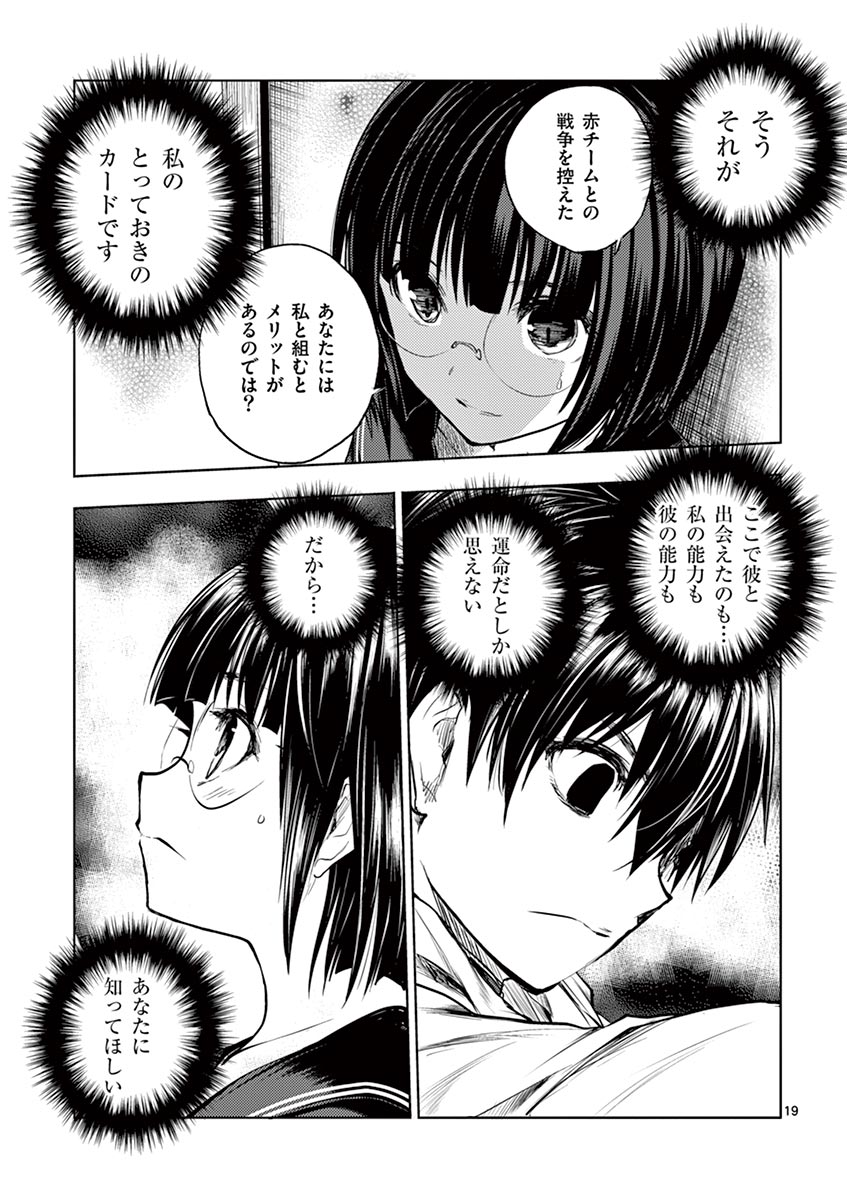 そう
それが
赤チームとの
戦争を控えた
あなたには
私と組むと
メリットが
あるのでは?
私の
とっておきの
カードです
ここで彼と
出会えたのも…
私の能力も
彼の能力も
運命だとしか
思えない
だから…
あなたに
知ってほしい
19